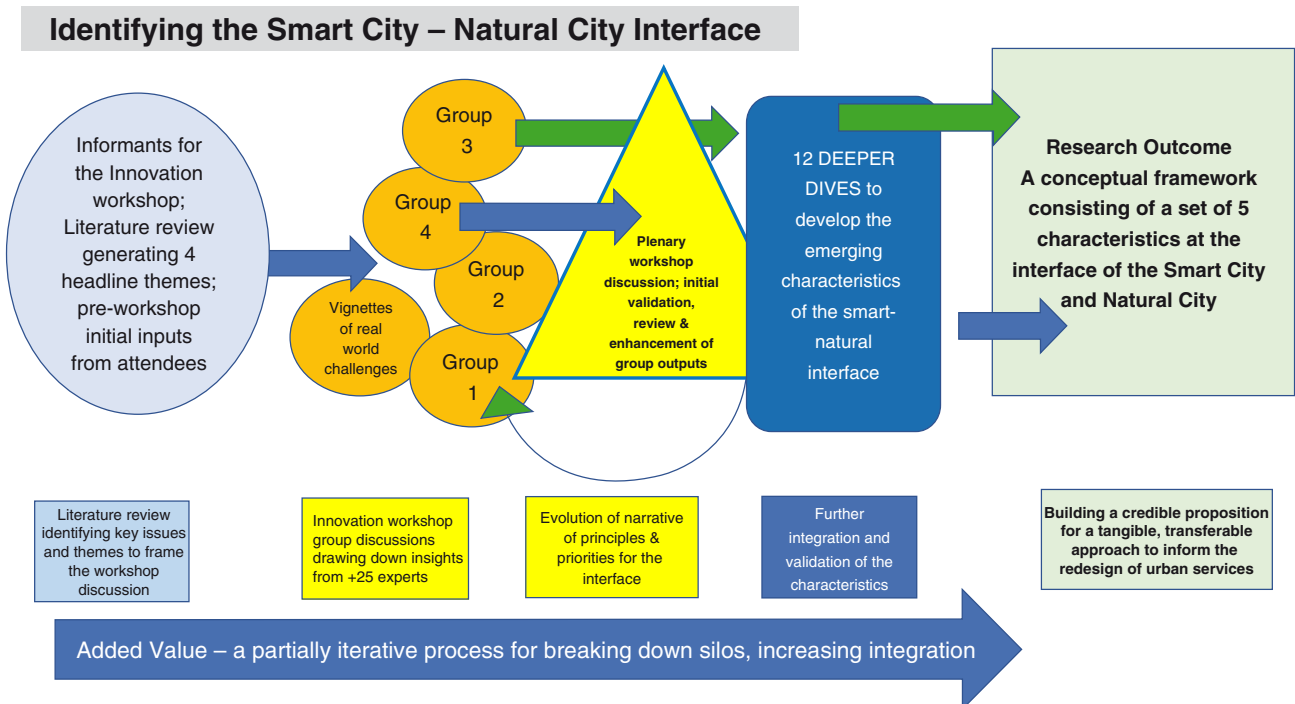 Identifying the Smart City – Natural City Interface
Informants for
the Innovation
workshop;
Literature review
generating 4
headline themes;
pre-workshop
initial inputs
from attendees
Vignettes
of real
world
challenges
Group
3
Group
4
Group
2
Group
1
Plenary
workshop
discussion; initial
validation,
review &
enhancement of
group outputs
12 DEEPER
DIVES to
develop the
emerging
characteristics
of the smart-
natural
interface
Research Outcome
A conceptual framework
consisting of a set of 5
characteristics at the
interface of the Smart City
and Natural City
Literature review
identifying key issues
and themes to frame
the workshop
discussion
Innovation workshop
group discussions
drawing down insights
from +25 experts
Evolution of narrative
of principles &
priorities for the
interface
Further
integration and
validation of the
characteristics
Building a credible proposition
for a tangible, transferable
approach to inform the
redesign of urban services
Added Value – a partially iterative process for breaking down silos, increasing integration